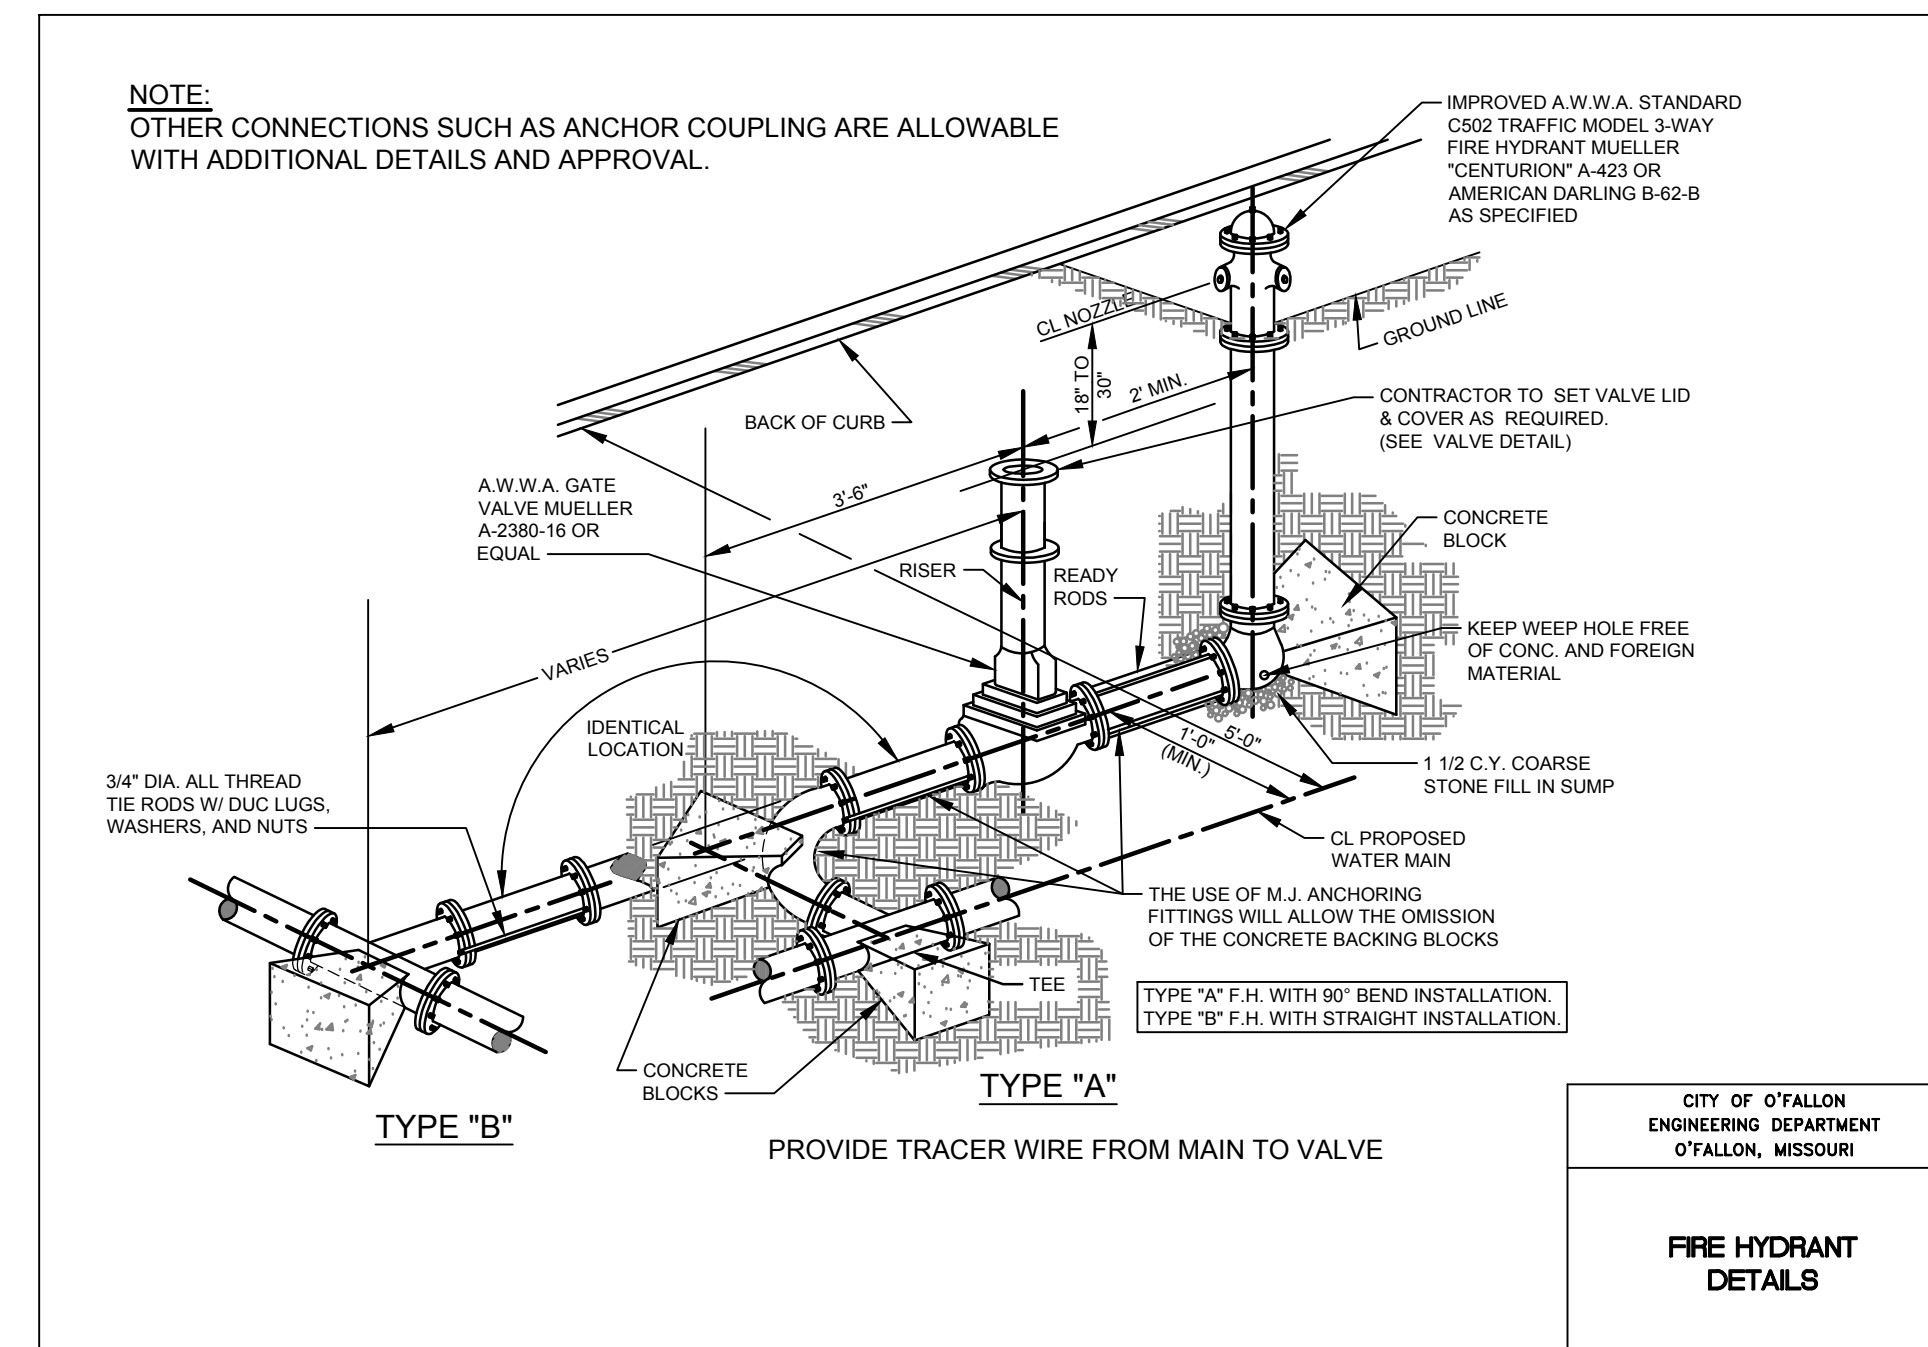 NOTE:
OTHER CONNECTIONS SUCH AS ANCHOR COUPLING ARE ALLOWABLE
WITH ADDITIONAL DETAILS AND APPROVAL.
IMPROVED A.W.W.A. STANDARD
C502 TRAFFIC MODEL 3-WAY
FIRE HYDRANT MUELLER
"CENTURION" A-423 OR
AMERICAN DARLING B-62-B
AS SPECIFIED
CL NOZZLE
GROUND LINE
18" TO
30"
2' MIN.
BACK OF CURB
CONTRACTOR TO SET VALVE LID
& COVER AS REQUIRED.
(SEE VALVE DETAIL)
A.W.W.A. GATE
VALVE MUELLER
A-2380-16 OR
EQUAL
3'-6"
CONCRETE
BLOCK
RISER
READY
RODS
VARIES
KEEP WEEP HOLE FREE
OF CONC. AND FOREIGN
MATERIAL
IDENTICAL
LOCATION
1'-0"
(MIN.)
5'-0"
3/4" DIA. ALL THREAD
TIE RODS W/ DUC LUGS,
WASHERS, AND NUTS
1 1/2 C.Y. COARSE
STONE FILL IN SUMP
CL PROPOSED
WATER MAIN
THE USE OF M.J. ANCHORING
FITTINGS WILL ALLOW THE OMISSION
OF THE CONCRETE BACKING BLOCKS
TEE
TYPE "A" F.H. WITH 90° BEND INSTALLATION.
TYPE "B" F.H. WITH STRAIGHT INSTALLATION.
CONCRETE
BLOCKS
TYPE "A"
TYPE "B"
PROVIDE TRACER WIRE FROM MAIN TO VALVE
CITY OF O'FALLON
ENGINEERING DEPARTMENT
O'FALLON, MISSOURI
FIRE HYDRANT
DETAILS